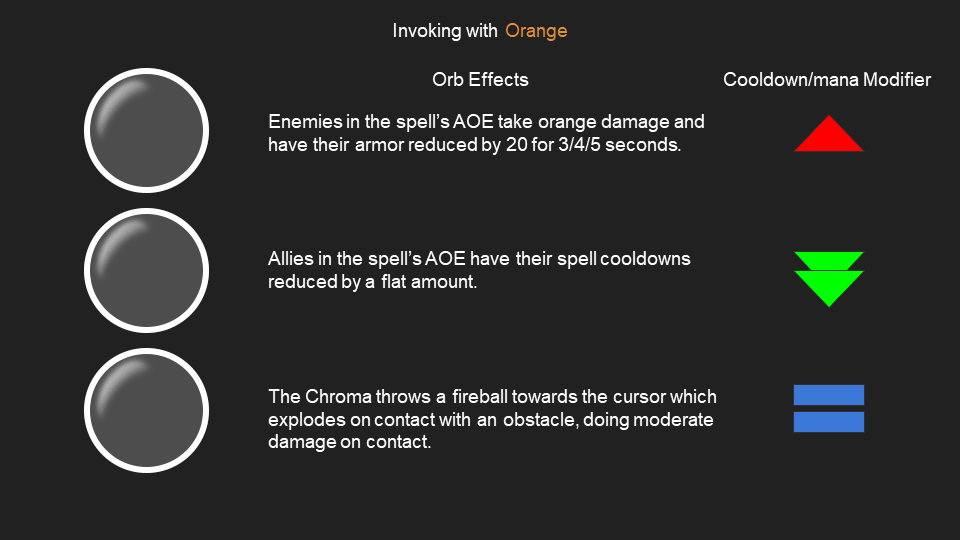 Invoking with Orange
Orb Effects
Cooldown/mana Modifier
Enemies in the spell’s AOE take orange damage and
have their armor reduced by 20 for 3/4/5 seconds.
Allies in the spell’s AOE have their spell cooldowns
reduced by a flat amount.
The Chroma throws a fireball towards the cursor which
explodes on contact with an obstacle, doing moderate
damage on contact.